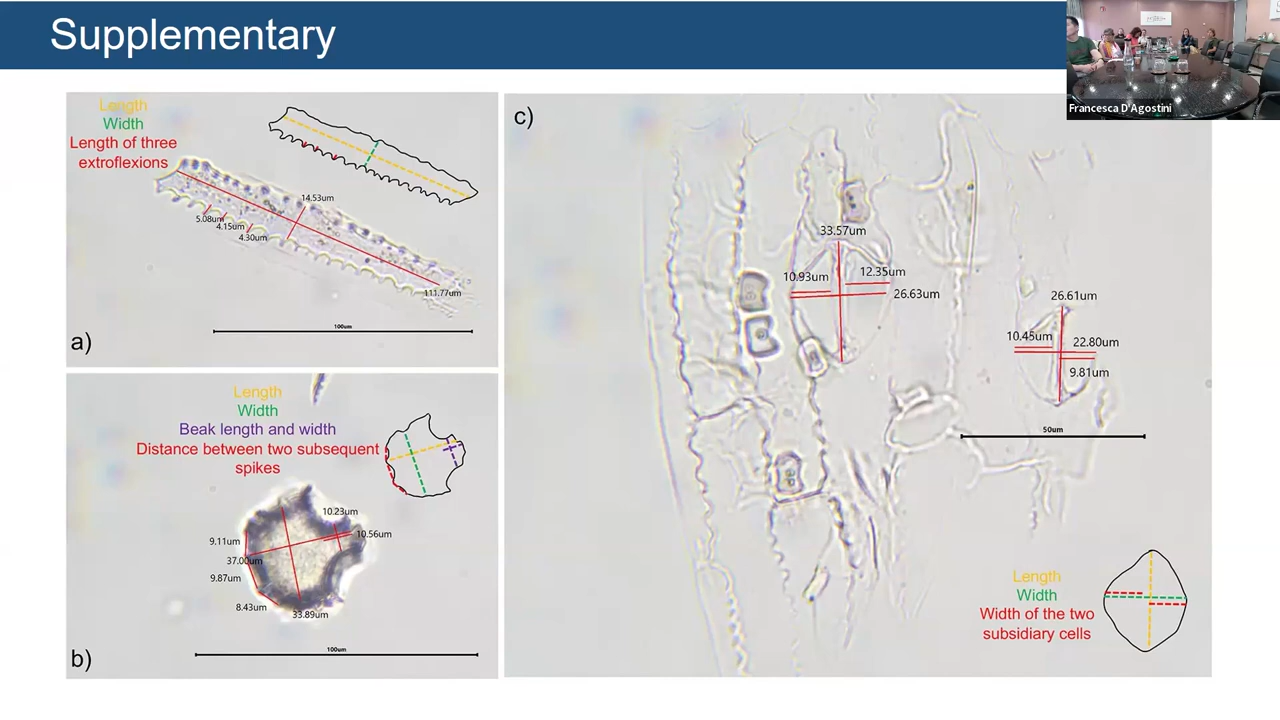 Supplementary
Francesca D'Agostini
Length
Width
Length of three
extroflexions
14.53um
5.08um
4.15um
4.30um
111.77um
100um
a)
Length
Width
Beak length and width
Distance between two subsequent
spikes
10.23um
10.56um
9.11um
37.00um
9.87um
8.43um
33.89um
100um
b)
c)
33.57um
10.93um
12.35um
26.63um
26.61um
10.45um
22.80um
9.81um
50um
Length
Width
Width of the two
subsidiary cells